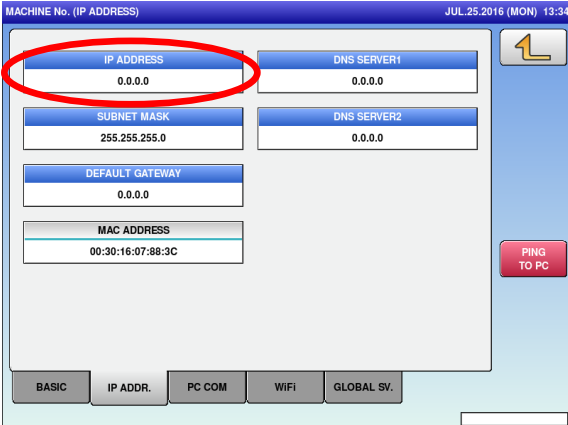 MACHINE No. (IP ADDRESS) JUL.25.2016 (MON) 13:34
IP ADDRESS
0.0.0.0
DNS SERVER1
0.0.0.0
SUBNET MASK
255.255.255.0
DNS SERVER2
0.0.0.0
DEFAULT GATEWAY
0.0.0.0
MAC ADDRESS
00:30:16:07:88:3C
PING
TO PC
BASIC
IP ADDR.
PC COM
WiFi
GLOBAL SV.